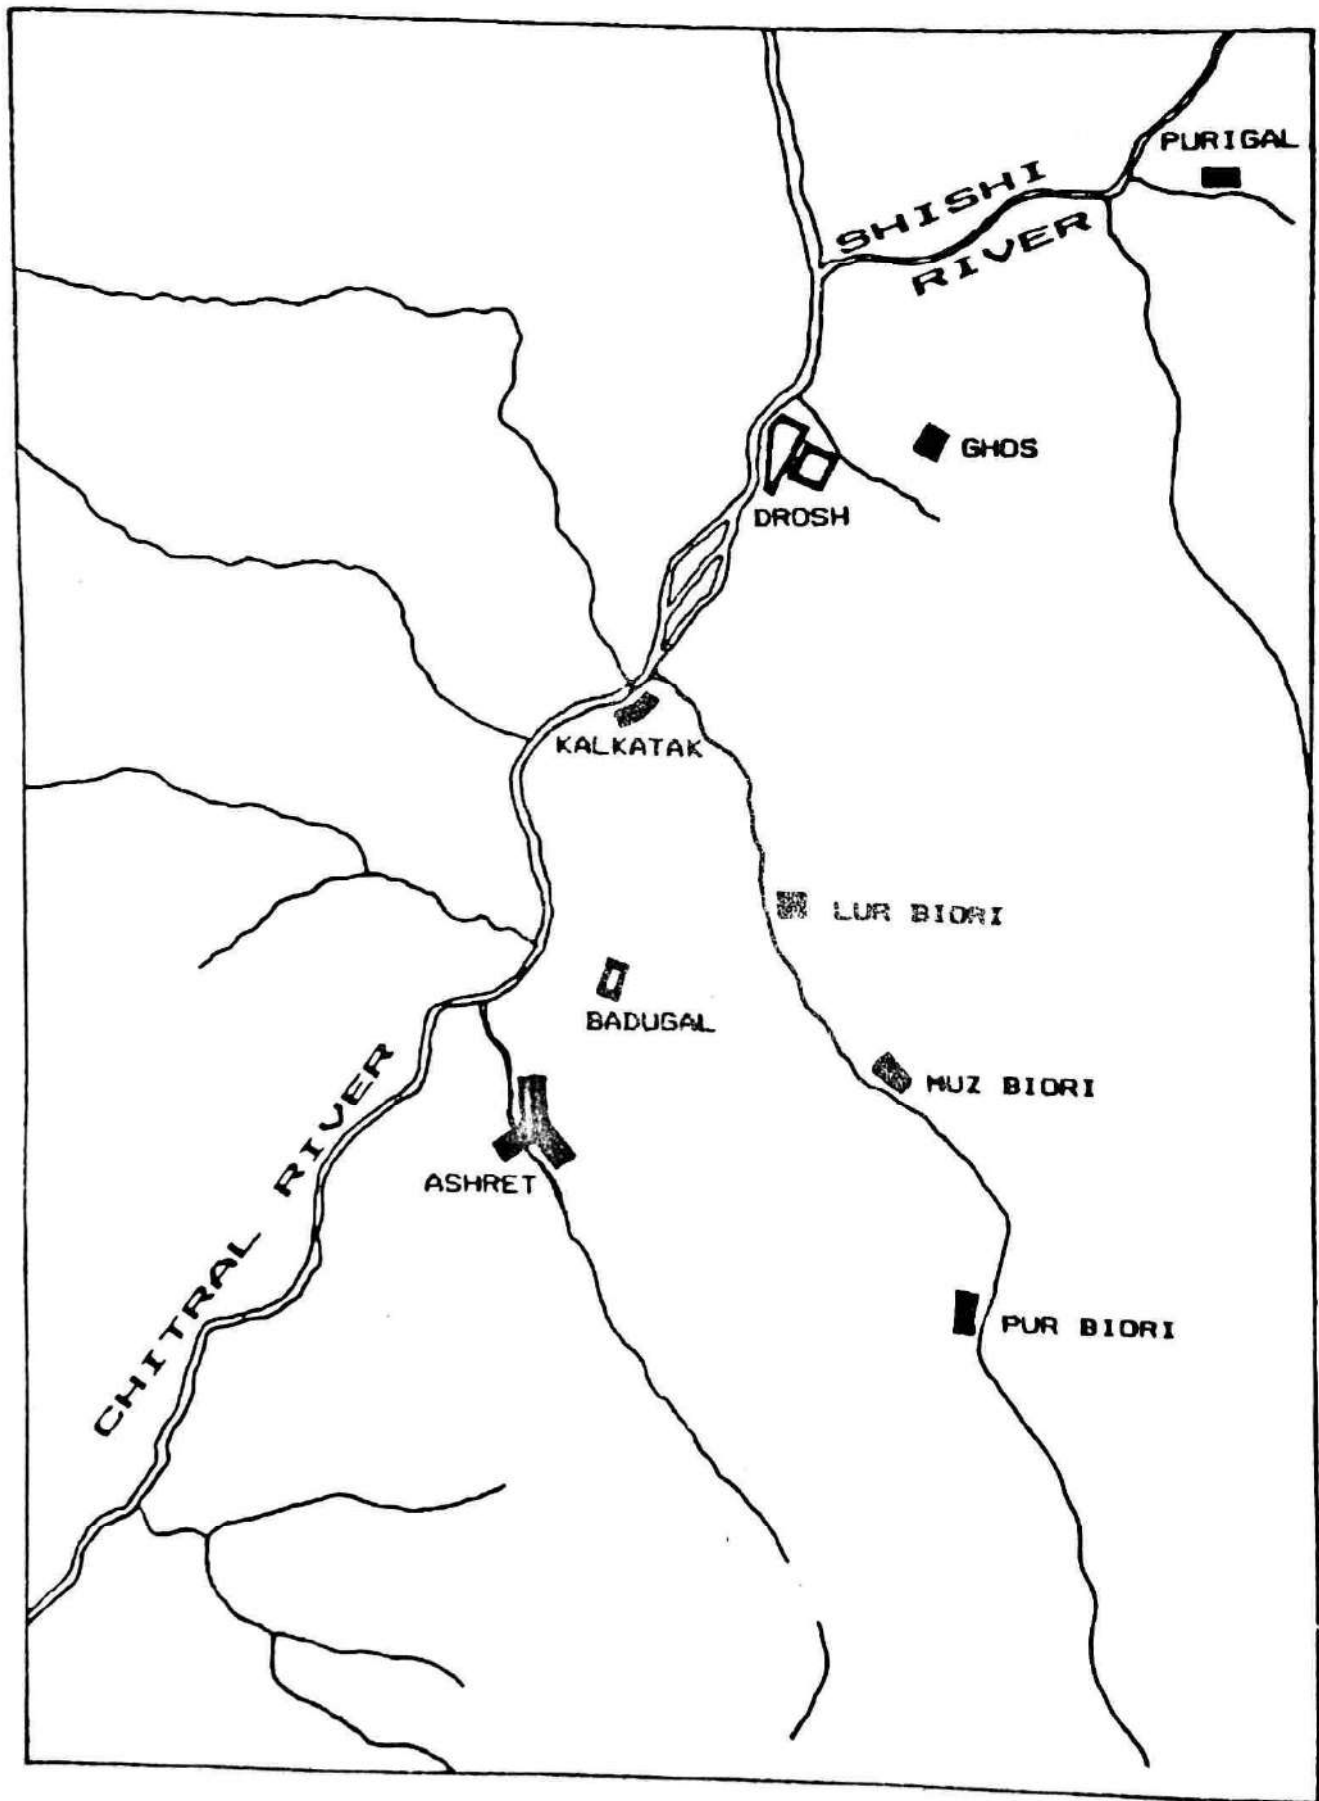 PURIGAL
SHISHI
RIVER
GHOS
DROSH
KALKATAK
LUR BIORI
BADUGAL
MUZ BIORI
ASHRET
CHITRAL RIVER
PUR BIORI